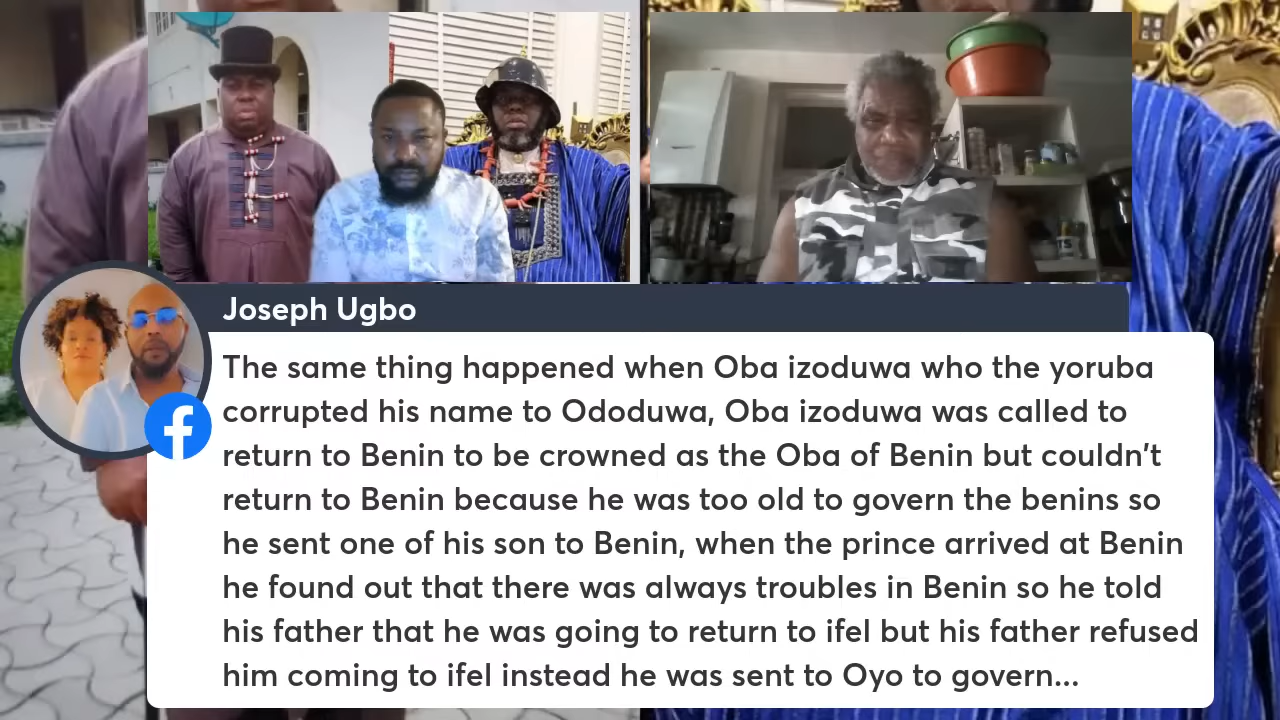 Joseph Ugbo
The same thing happened when Oba izoduwa who the yoruba
corrupted his name to Ododuwa, Oba izoduwa was called to
return to Benin to be crowned as the Oba of Benin but couldn't
return to Benin because he was too old to govern the benins so
he sent one of his son to Benin, when the prince arrived at Benin
he found out that there was always troubles in Benin so he told
his father that he was going to return to ifel but his father refused
him coming to ifel instead he was sent to Oyo to govern...